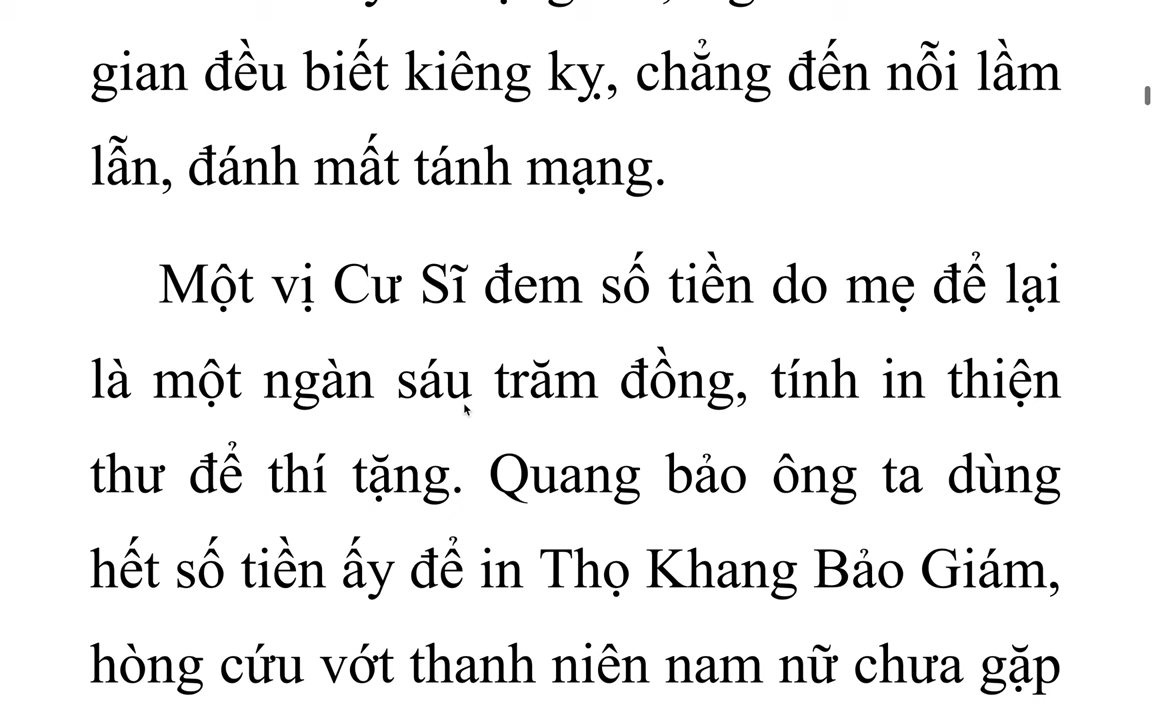 gian đều biết kiêng kỵ, chẳng đến nỗi lầm
lẫn, đánh mất tánh mạng.
Một vị Cư Sĩ đem số tiền do mẹ để lại
là một ngàn sáu trăm đồng, tính in thiện
thư để thí tặng. Quang bảo ông ta dùng
hết số tiền ấy để in Thọ Khang Bảo Giám,
hòng cứu vớt thanh niên nam nữ chưa gặp